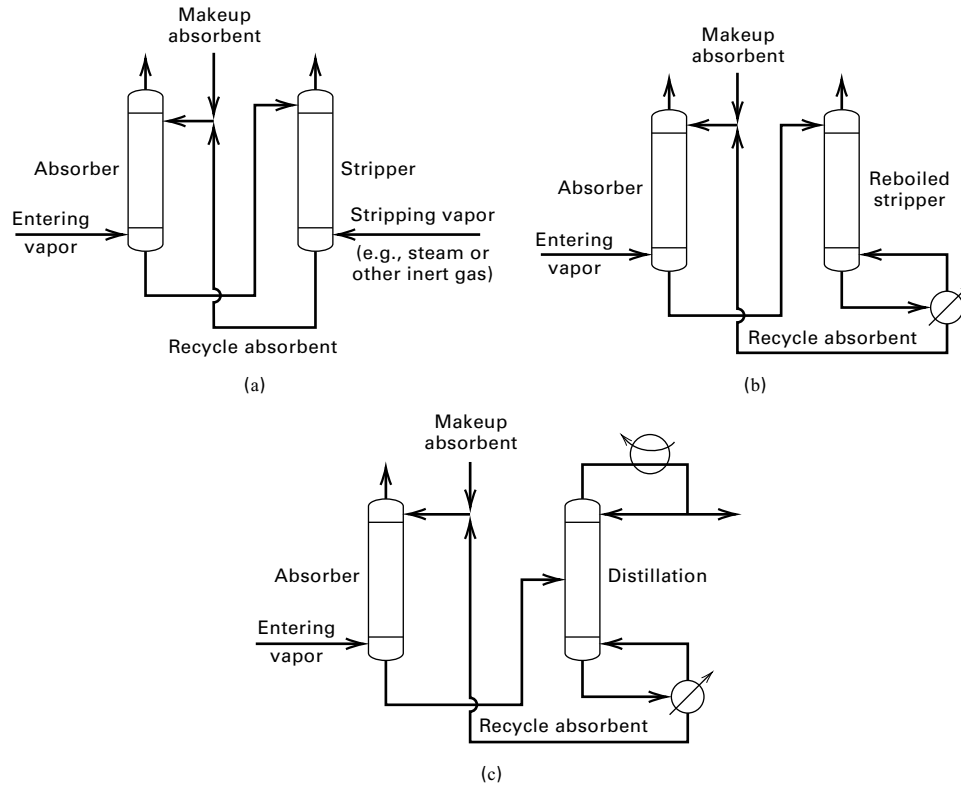 Makeup
absorbent
Absorber
Stripper
Entering
vapor
Stripping vapor
(e.g., steam or
other inert gas)
Recycle absorbent
(a)
Makeup
absorbent
Absorber
Reboiled
stripper
Entering
vapor
Recycle absorbent
(b)
Makeup
absorbent
Absorber
Distillation
Entering
vapor
Recycle absorbent
(c)